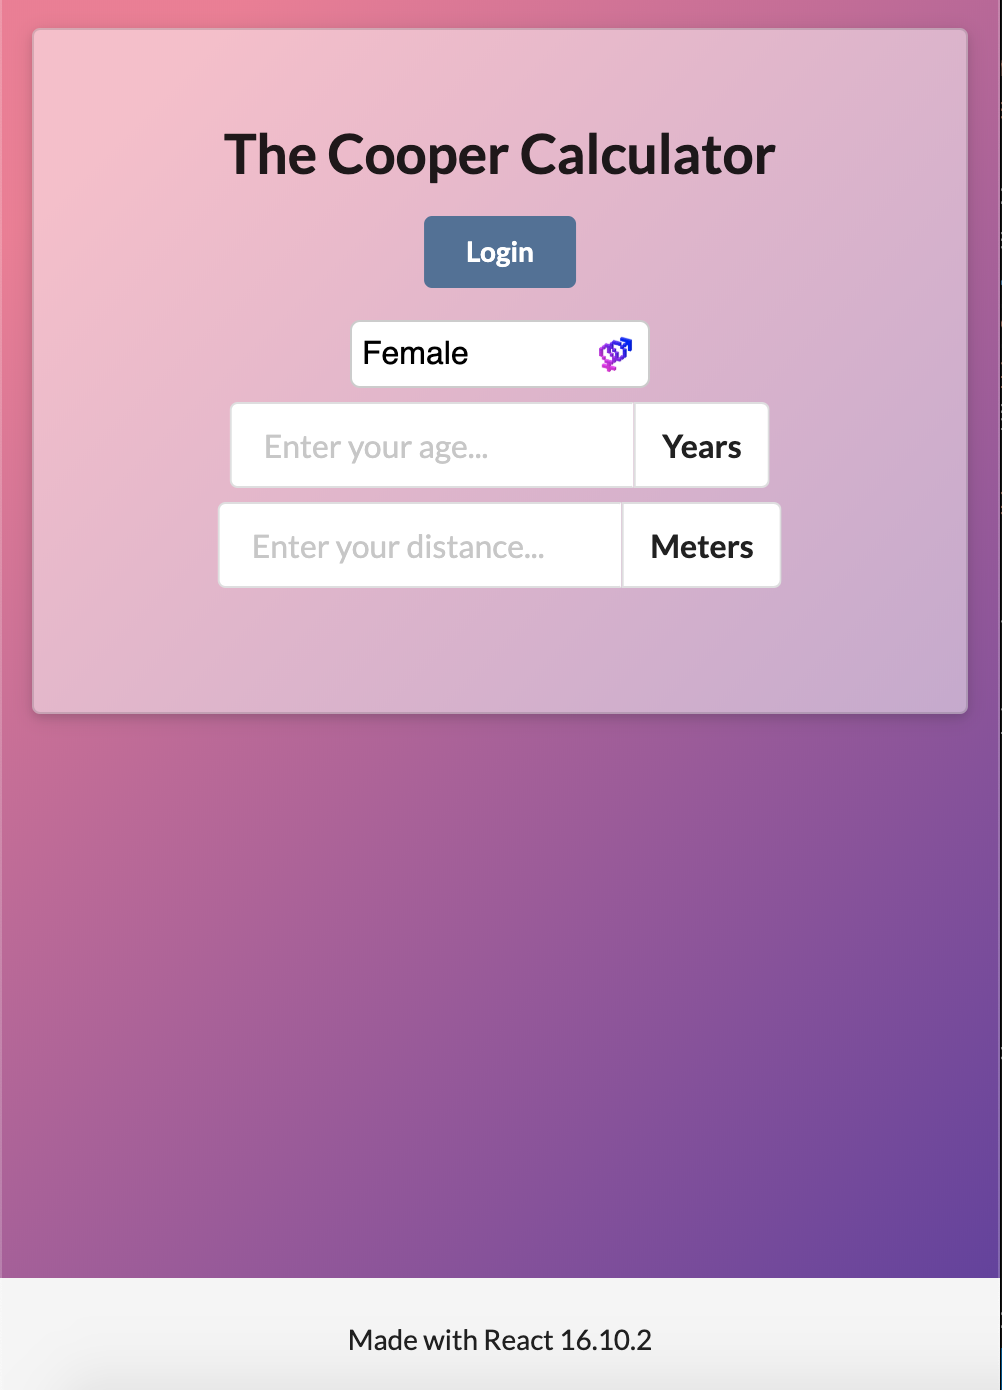 The Cooper Calculator
Login
Female
Enter your age...
Years
Enter your distance...
Meters
Made with React 16.10.2